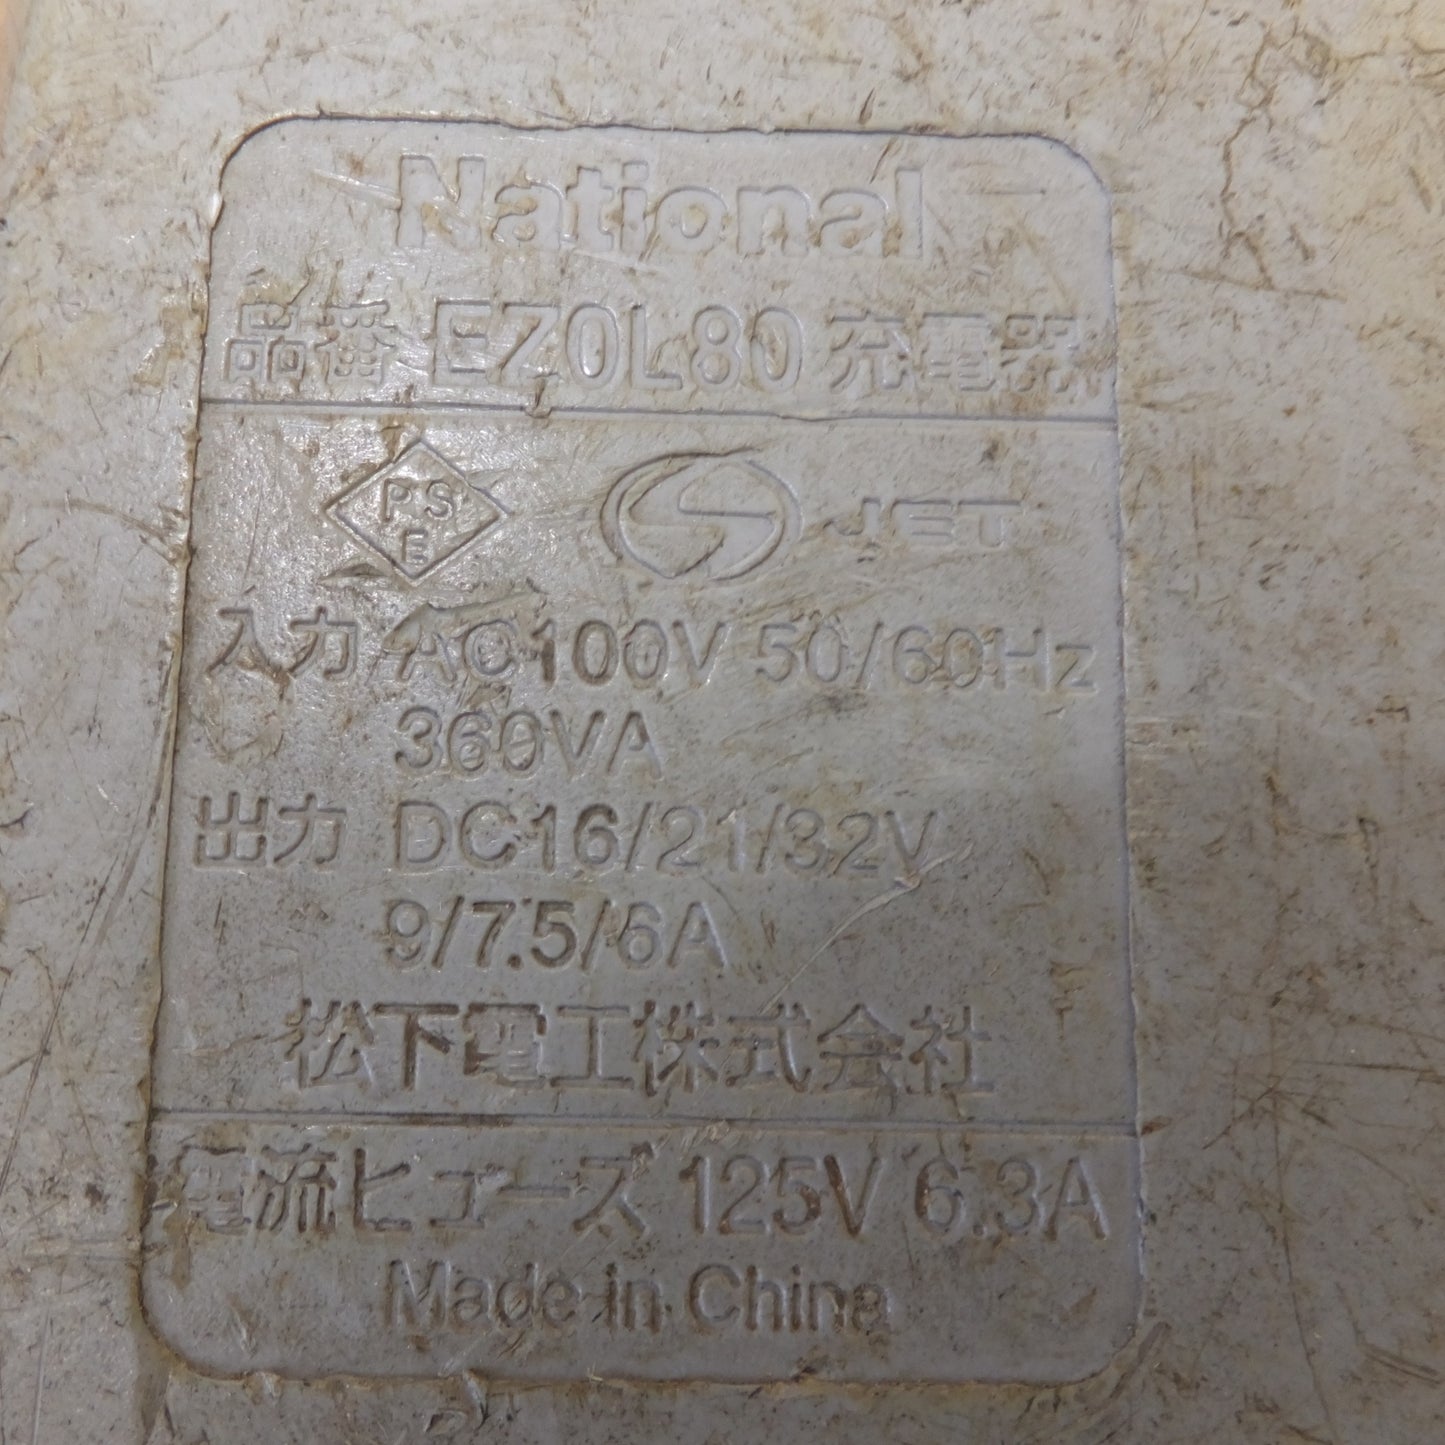 National
品番 EZ0L80 充電器
PS
E
S JET
入力 AC100V 50/60Hz
360VA
出力 DC16/21/32V
9/7.5/6A
松下電工株式会社
電流ヒューズ 125V 6.3A
Made in China